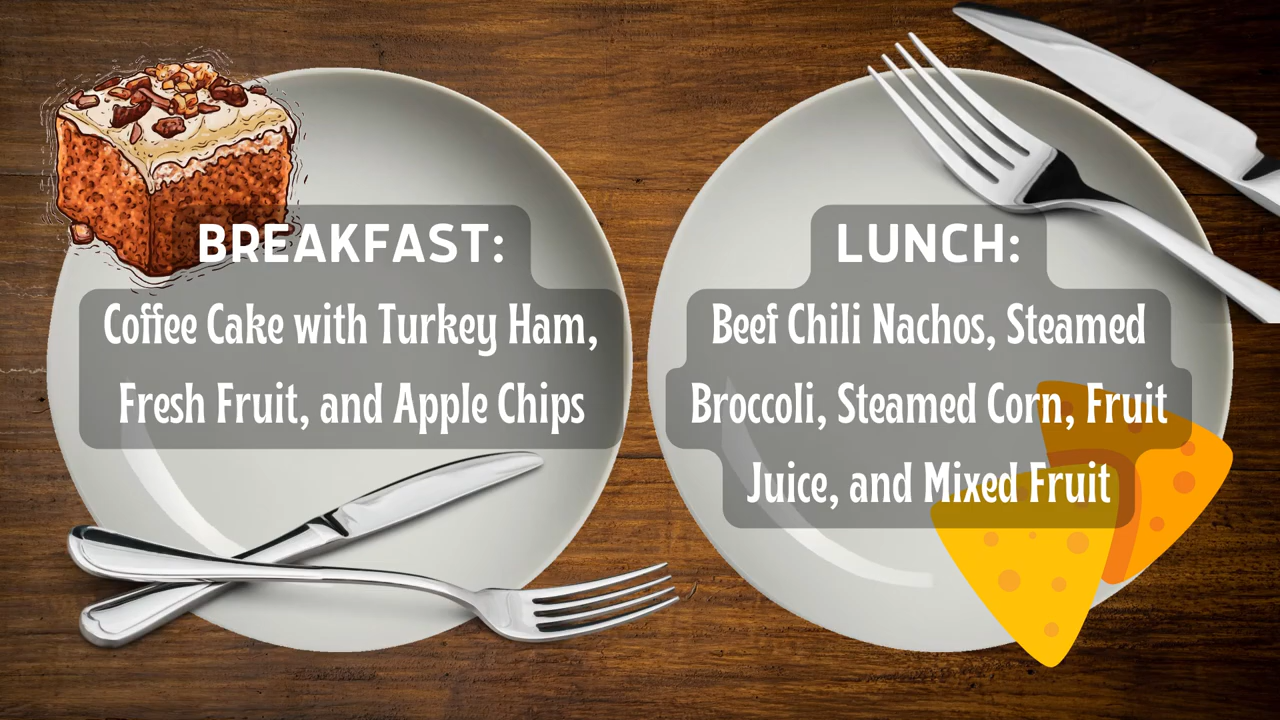 BREAKFAST:
Coffee Cake with Turkey Ham,
Fresh Fruit, and Apple Chips
LUNCH:
Beef Chili Nachos, Steamed
Broccoli, Steamed Corn, Fruit
Juice, and Mixed Fruit